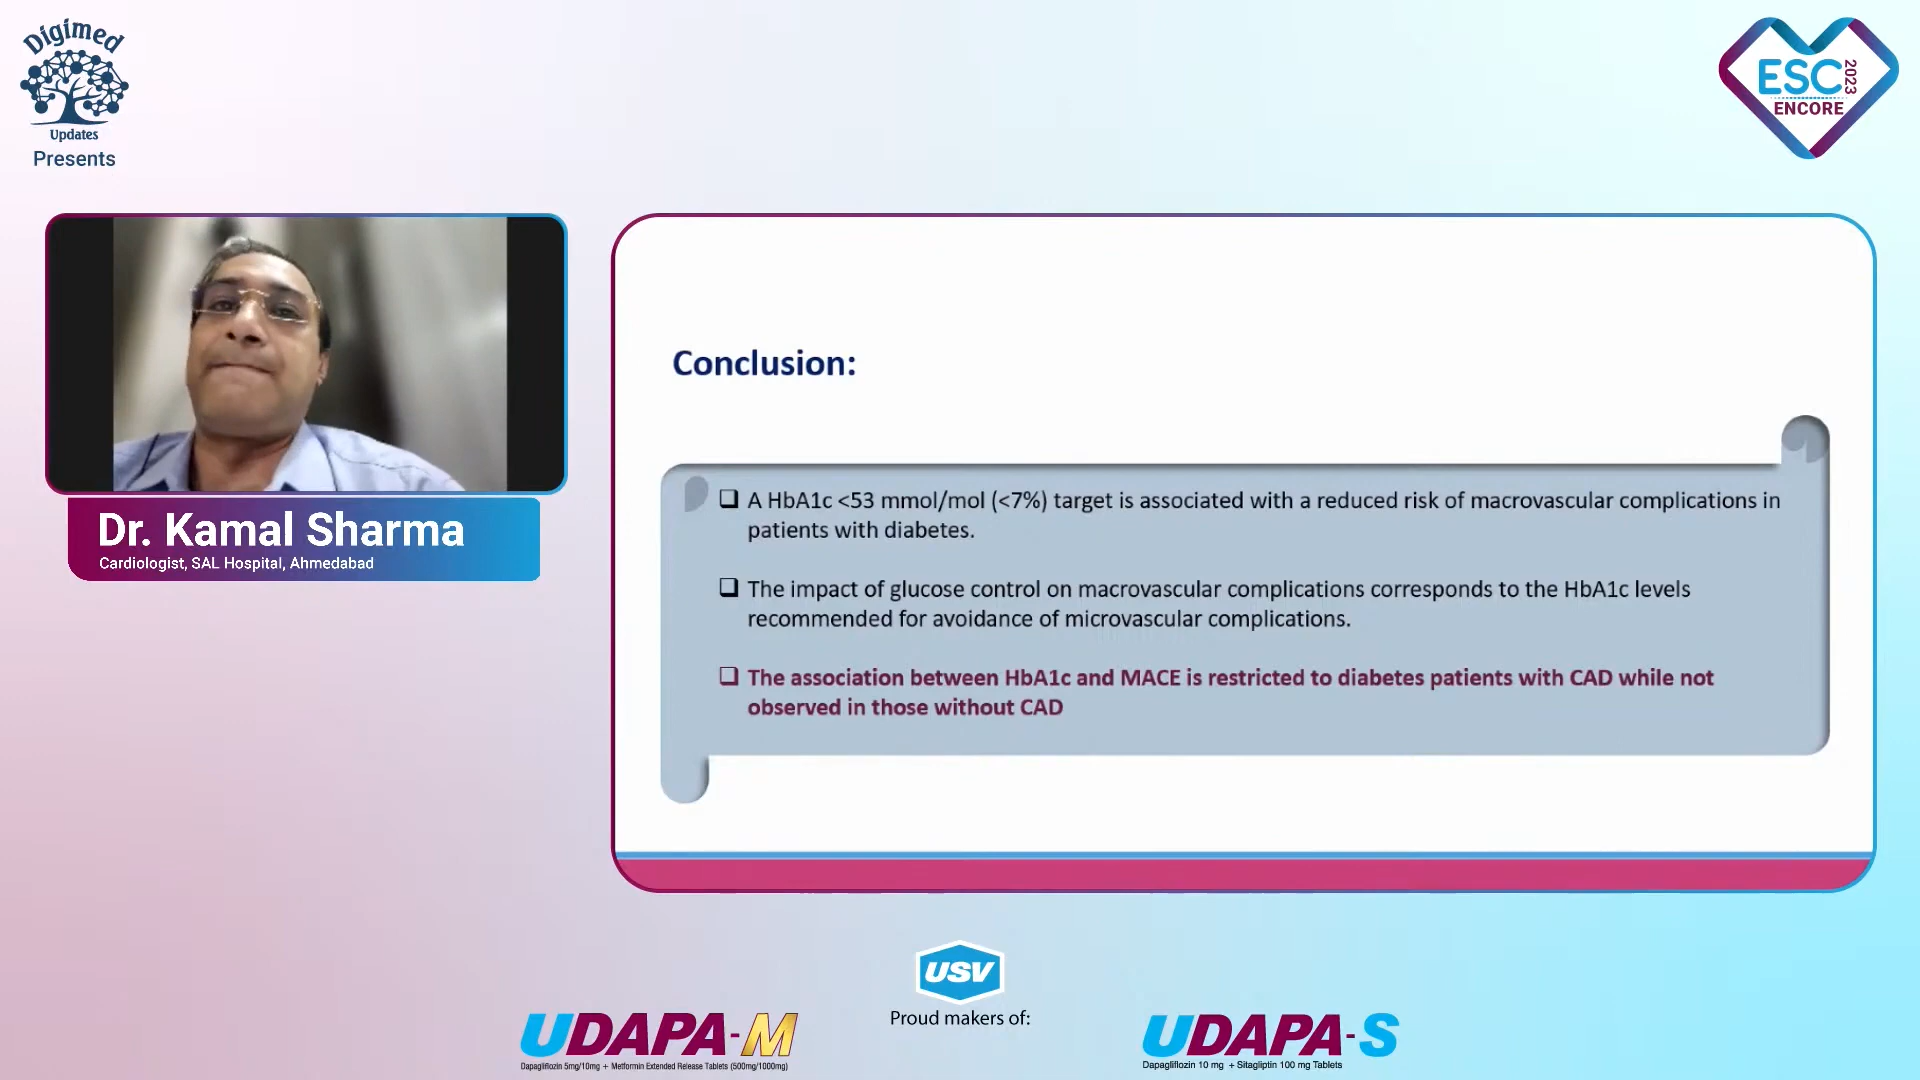 Digimed
Updates
Presents
ESC 2023
ENCORE
Dr. Kamal Sharma
Cardiologist, SAL Hospital, Ahmedabad
Conclusion:
❑ A HbA1c <53 mmol/mol (<7%) target is associated with a reduced risk of macrovascular complications in
patients with diabetes.
❑ The impact of glucose control on macrovascular complications corresponds to the HbA1c levels
recommended for avoidance of microvascular complications.
❑ The association between HbA1c and MACE is restricted to diabetes patients with CAD while not
observed in those without CAD
USV
Proud makers of:
UDAPA-M
Dapagliflozin 5mg/10mg + Metformin Extended Release Tablets (500mg/1000mg)
UDAPA-S
Dapagliflozin 10 mg + Sitagliptin 100 mg Tablets